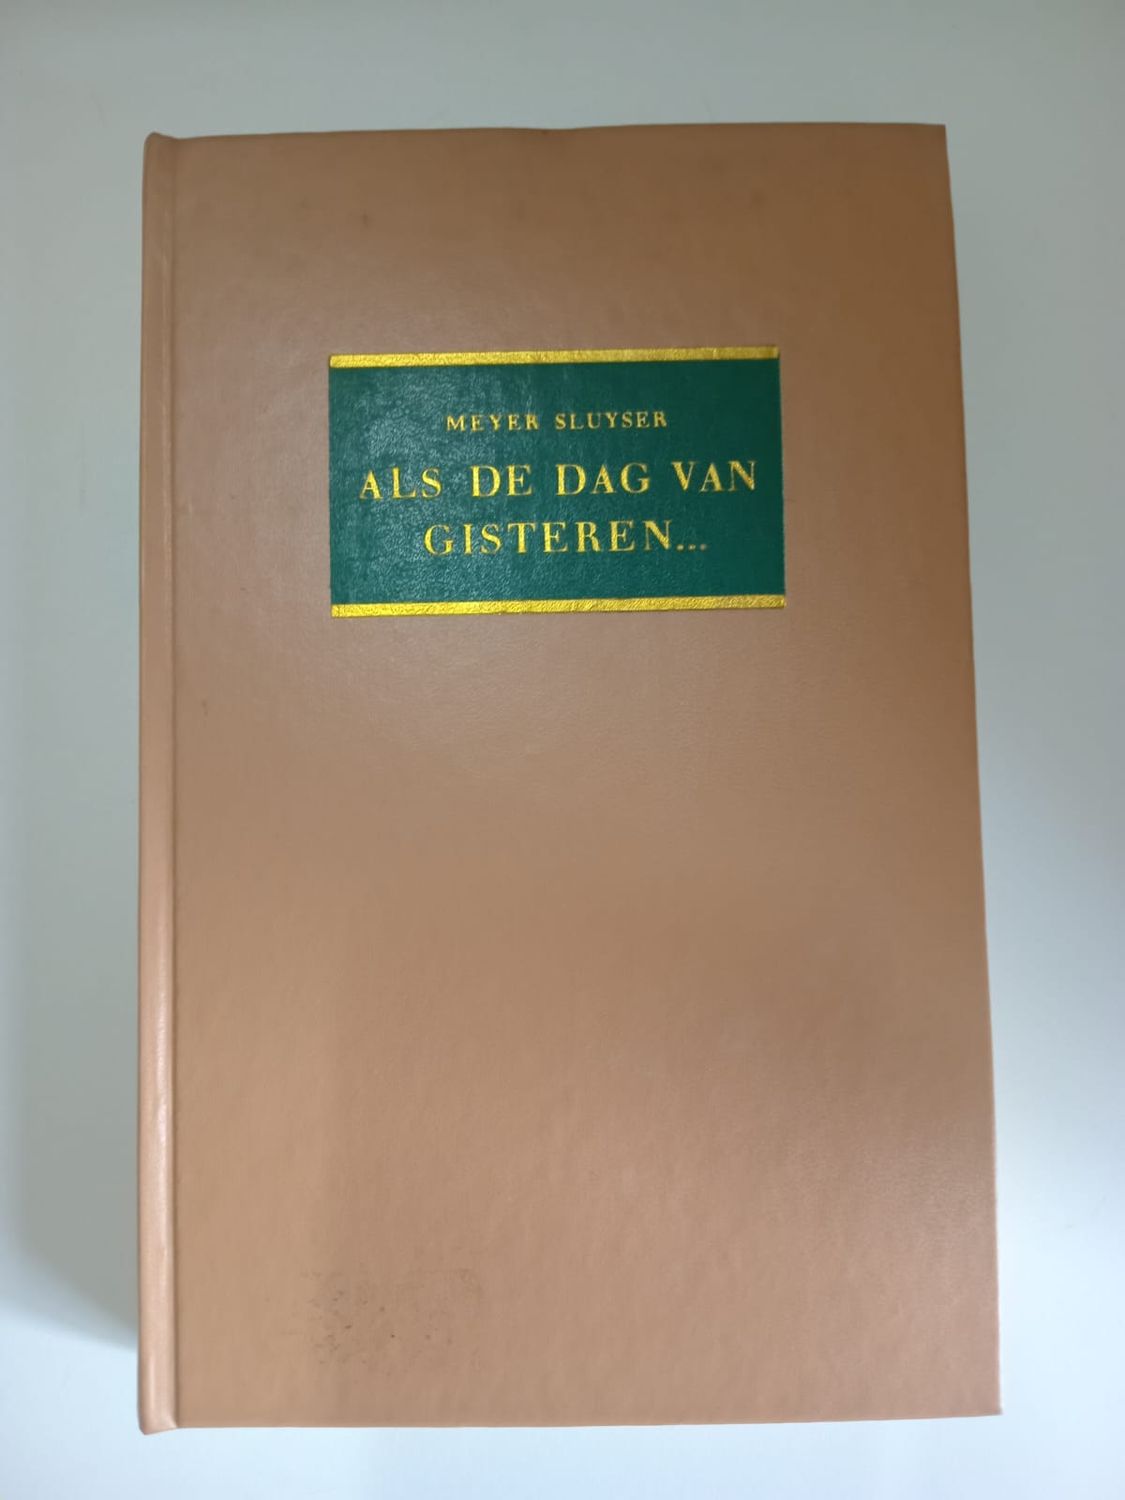 MEYER SLUYSER
ALS DE DAG VAN
GISTEREN...